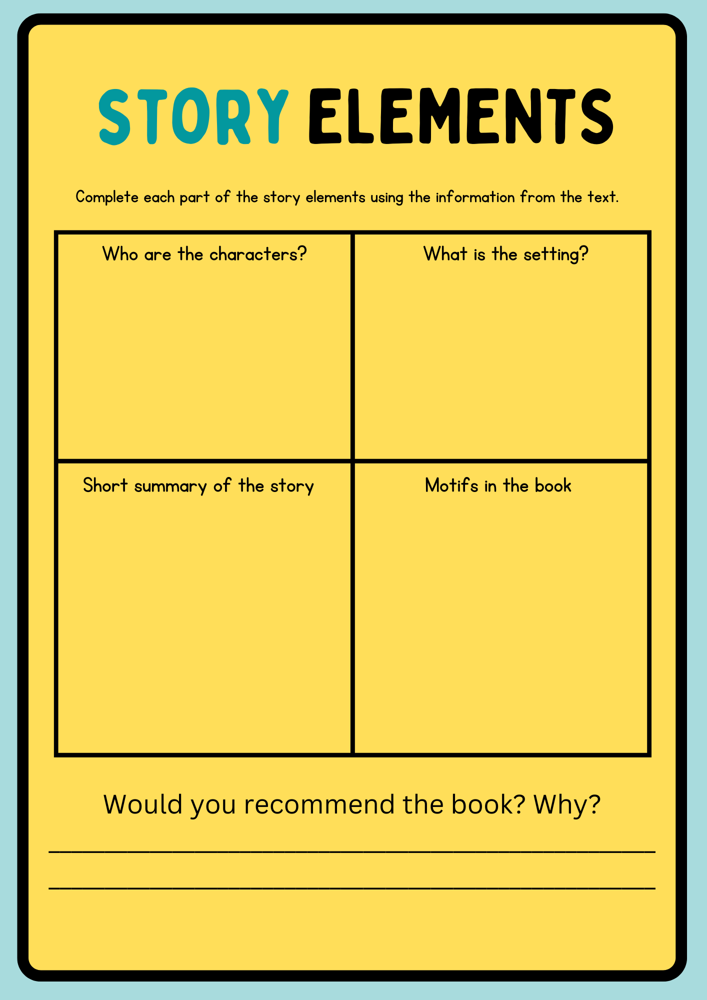 STORY ELEMENTS
Complete each part of the story elements using the information from the text.
Who are the characters?
What is the setting?
Short summary of the story
Motifs in the book
Would you recommend the book? Why?